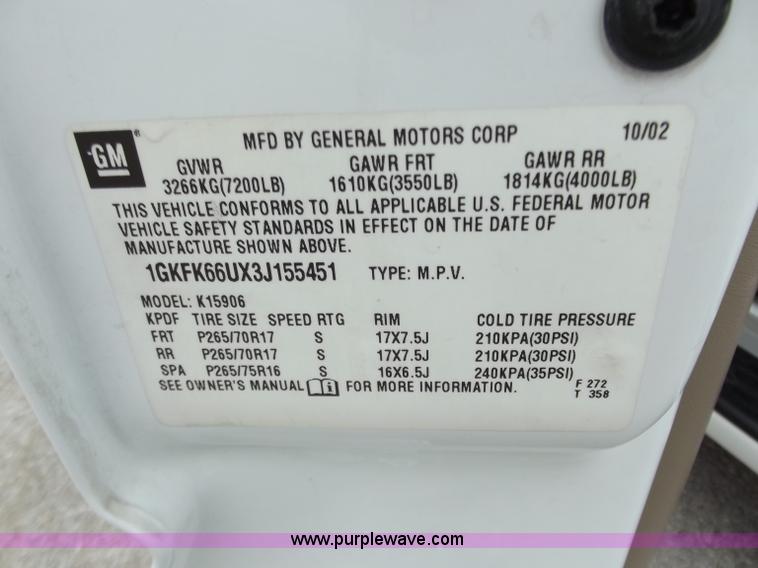 GM ®
MFD BY GENERAL MOTORS CORP 10/02
GVWR GAWR FRT GAWR RR
3266KG(7200LB) 1610KG(3550LB) 1814KG(4000LB)
THIS VEHICLE CONFORMS TO ALL APPLICABLE U.S. FEDERAL MOTOR
VEHICLE SAFETY STANDARDS IN EFFECT ON THE DATE OF
MANUFACTURE SHOWN ABOVE.
1GKFK66UX3J155451 TYPE: M.P.V.
MODEL: K15906
KPDF TIRE SIZE SPEED RTG RIM COLD TIRE PRESSURE
FRT P265/70R17 S 17X7.5J 210KPA(30PSI)
RR P265/70R17 S 17X7.5J 210KPA(30PSI)
SPA P265/75R16 S 16X6.5J 240KPA(35PSI)
SEE OWNER'S MANUAL FOR MORE INFORMATION. F 272
T 358
www.purplewave.com